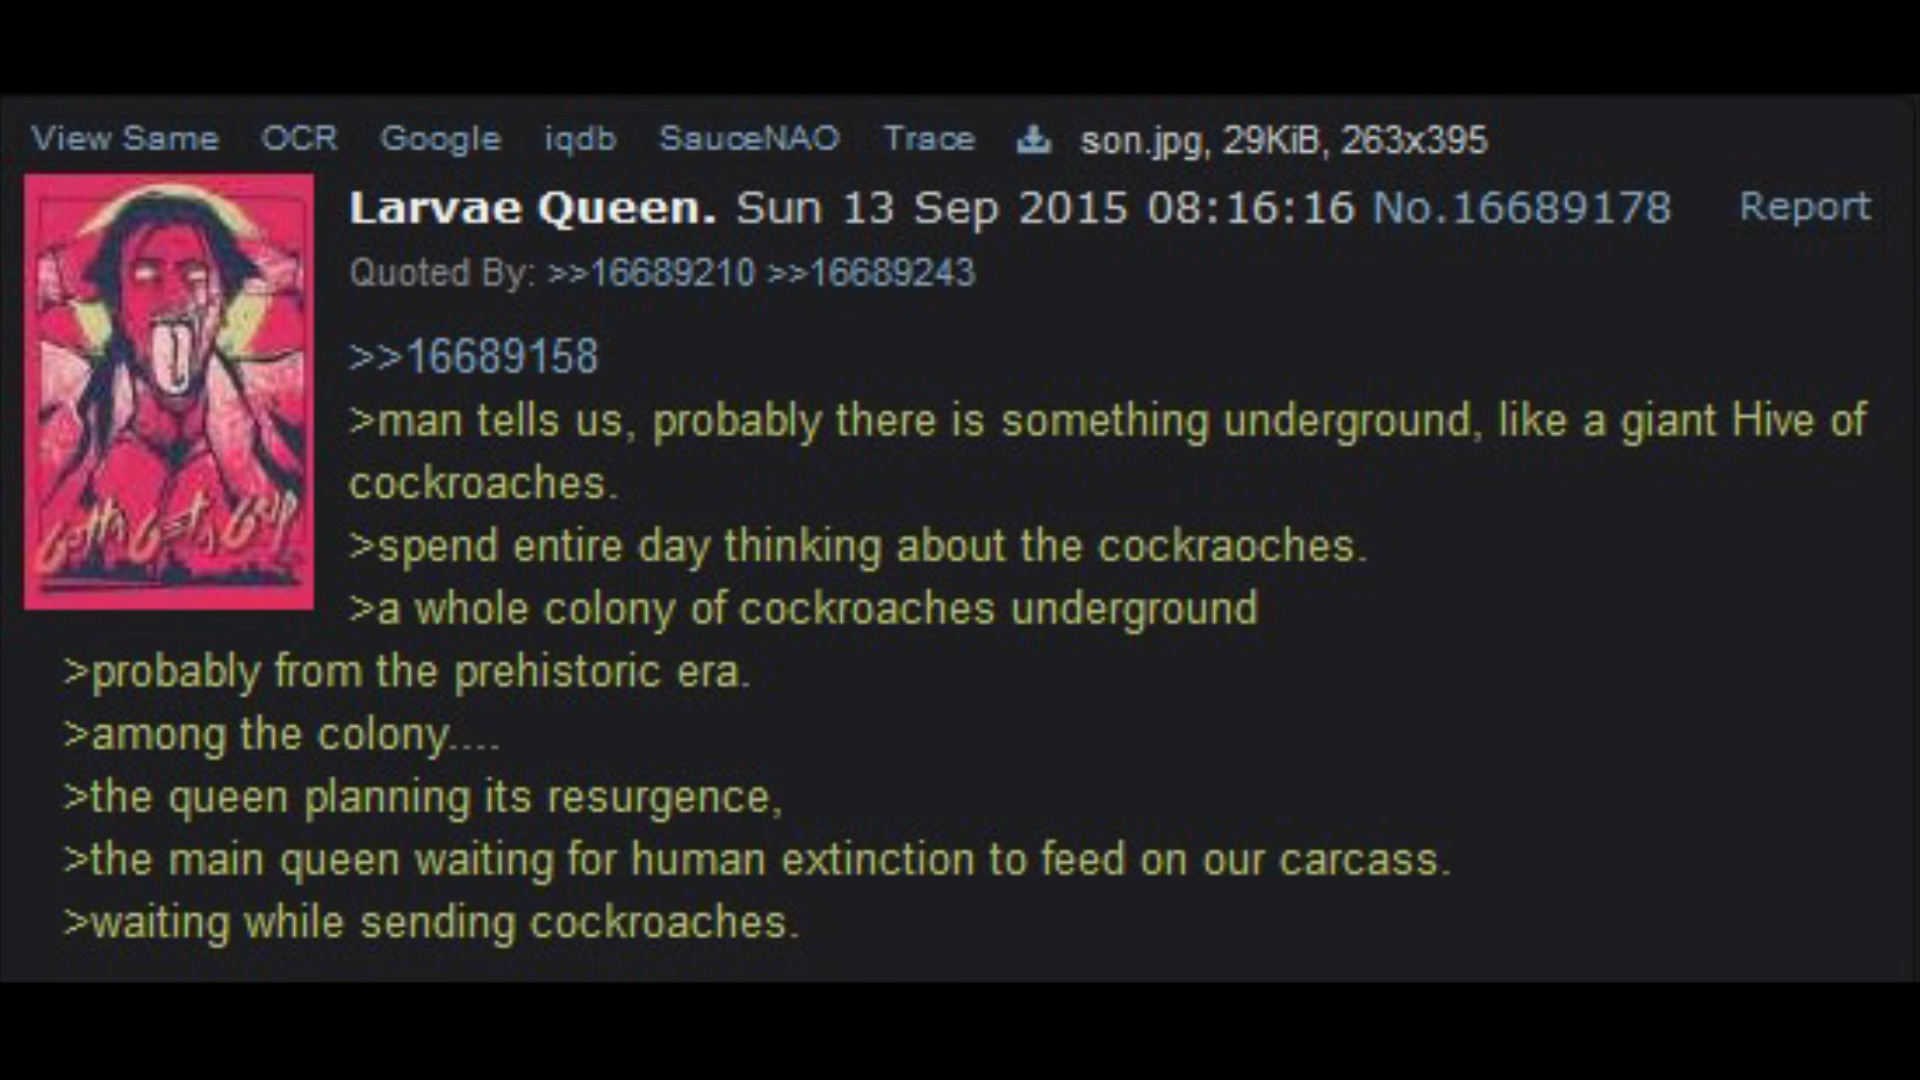 View Same OCR Google iqdb SauceNAO Trace son.jpg, 29KiB, 263x395
Larvae Queen. Sun 13 Sep 2015 08:16:16 No.16689178 Report
Quoted By: >>16689210 >>16689243
>>16689158
>man tells us, probably there is something underground, like a giant Hive of
cockroaches.
>spend entire day thinking about the cockraoches.
>a whole colony of cockroaches underground
>probably from the prehistoric era.
>among the colony....
>the queen planning its resurgence,
>the main queen waiting for human extinction to feed on our carcass.
>waiting while sending cockroaches.
Gotta Get A Grip